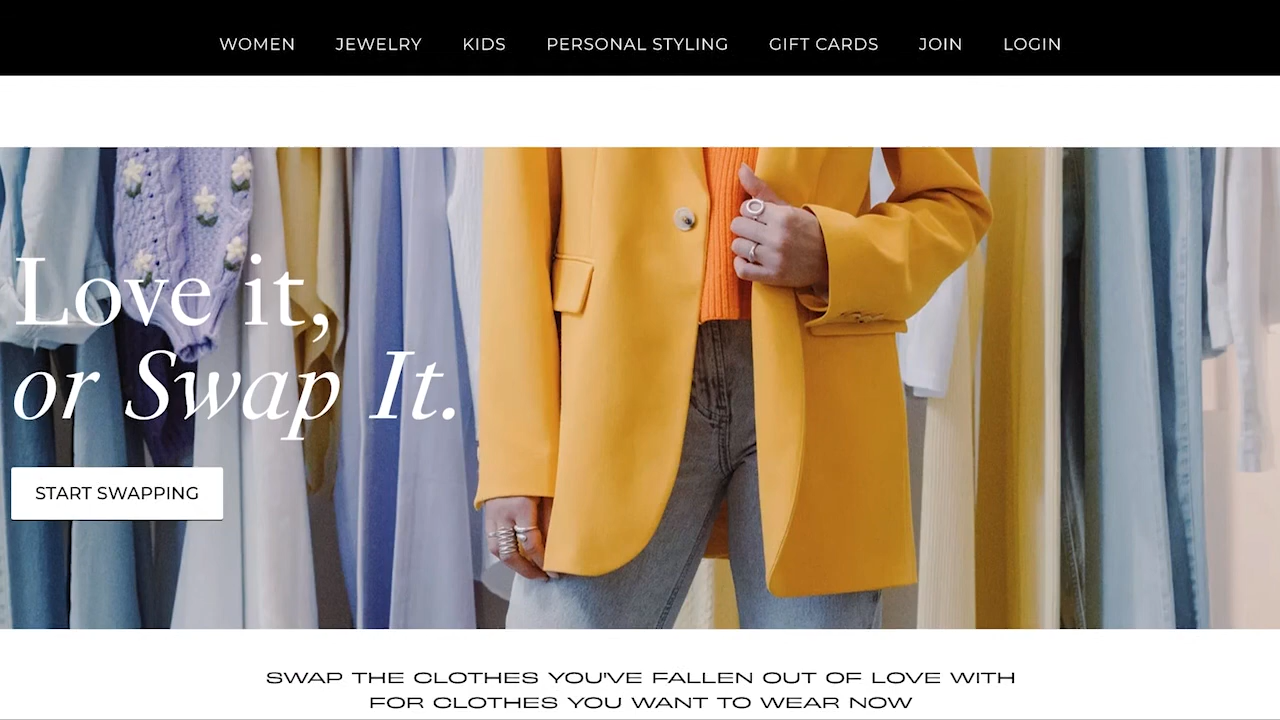 WOMEN JEWELRY KIDS PERSONAL STYLING GIFT CARDS JOIN LOGIN
Love it,
or Swap It.
START SWAPPING
SWAP THE CLOTHES YOU'VE FALLEN OUT OF LOVE WITH
FOR CLOTHES YOU WANT TO WEAR NOW